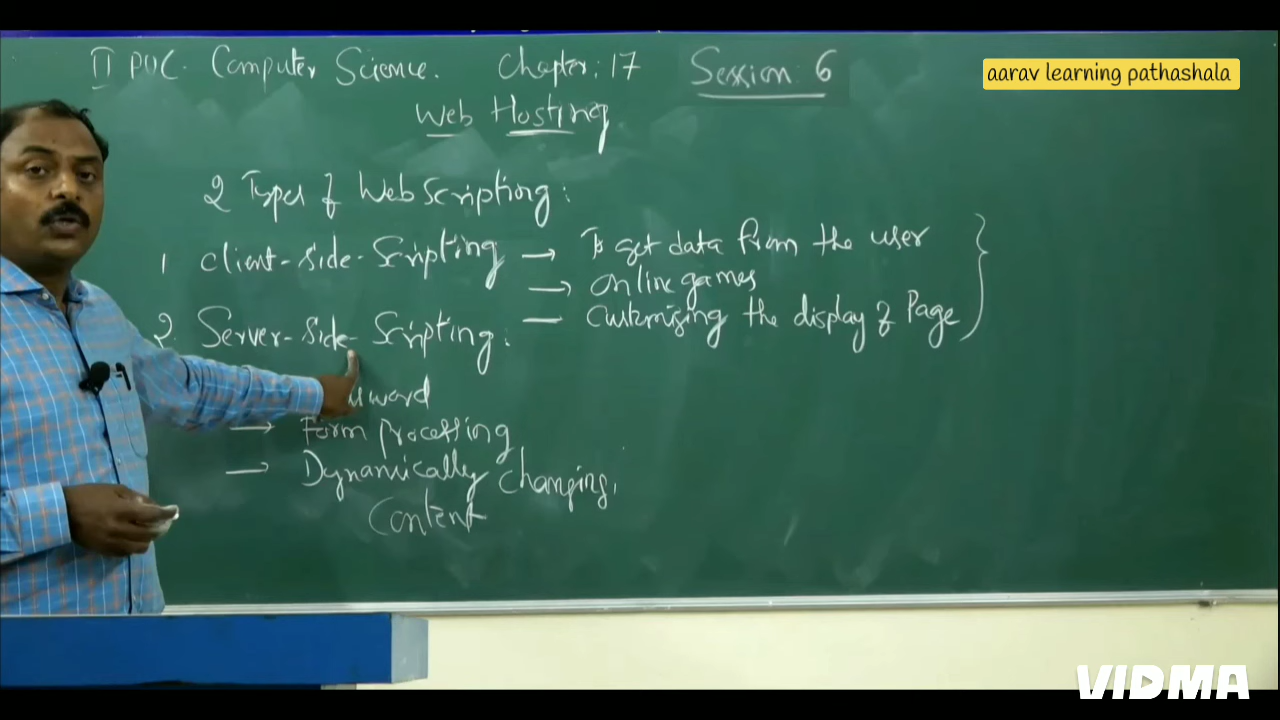 II PUC. Computer Science. Chapter: 17 Session: 6
aarav learning pathashala
Web Hosting
2 Types of Web Scripting:
1 Client-Side-Scripting → To get data from the user
→ Online games
— Customising the display of Page
2. Server-Side-Scripting:
→ Form processing
→ Dynamically changing,
Content
VIDMA